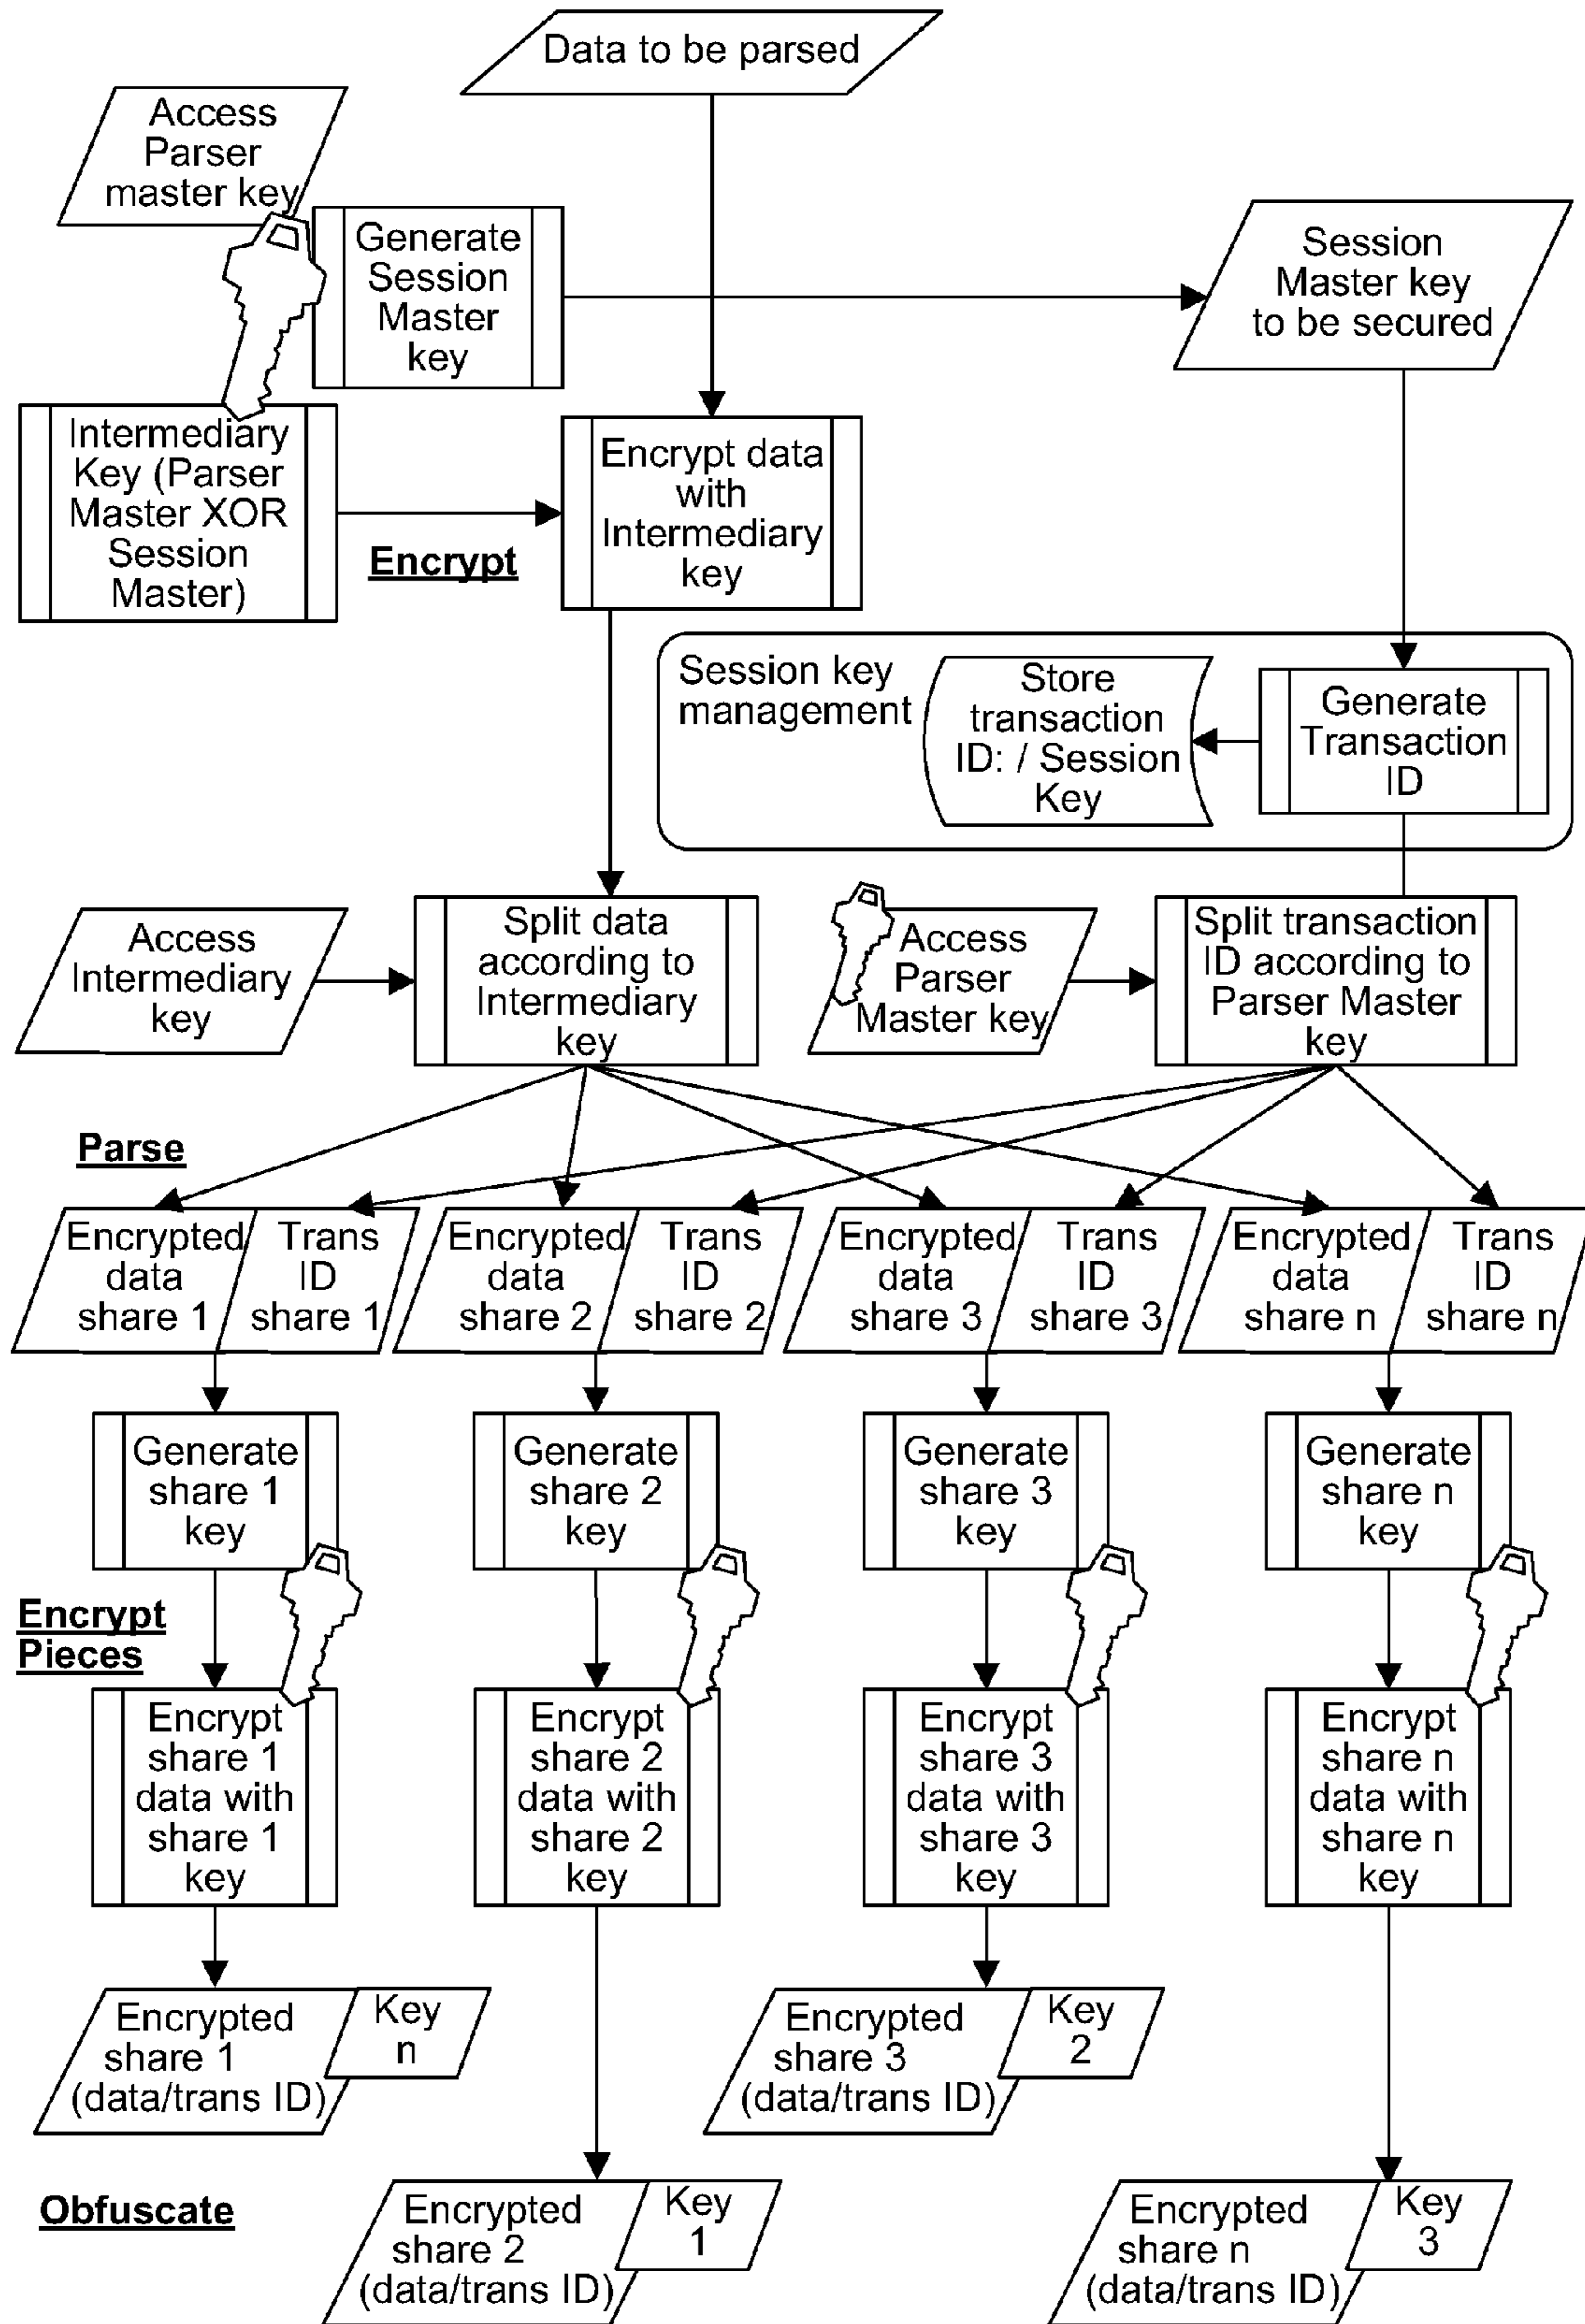 Data to be parsed
Access
Parser
master key
Generate
Session
Master
key
Session
Master key
to be secured
Intermediary
Key (Parser
Master XOR
Session
Master)
Encrypt
Encrypt data
with
Intermediary
key
Session key
management
Store
transaction
ID: / Session
Key
Generate
Transaction
ID
Access
Intermediary
key
Split data
according to
Intermediary
key
Access
Parser
Master key
Split transaction
ID according to
Parser Master
key
Parse
Encrypted
data
share 1
Trans
ID
share 1
Encrypted
data
share 2
Trans
ID
share 2
Encrypted
data
share 3
Trans
ID
share 3
Encrypted
data
share n
Trans
ID
share n
Generate
share 1
key
Generate
share 2
key
Generate
share 3
key
Generate
share n
key
Encrypt
Pieces
Encrypt
share 1
data with
share 1
key
Encrypt
share 2
data with
share 2
key
Encrypt
share 3
data with
share 3
key
Encrypt
share n
data with
share n
key
Encrypted
share 1
(data/trans ID)
Key
n
Encrypted
share 3
(data/trans ID)
Key
2
Obfuscate
Encrypted
share 2
(data/trans ID)
Key
1
Encrypted
share n
(data/trans ID)
Key
3